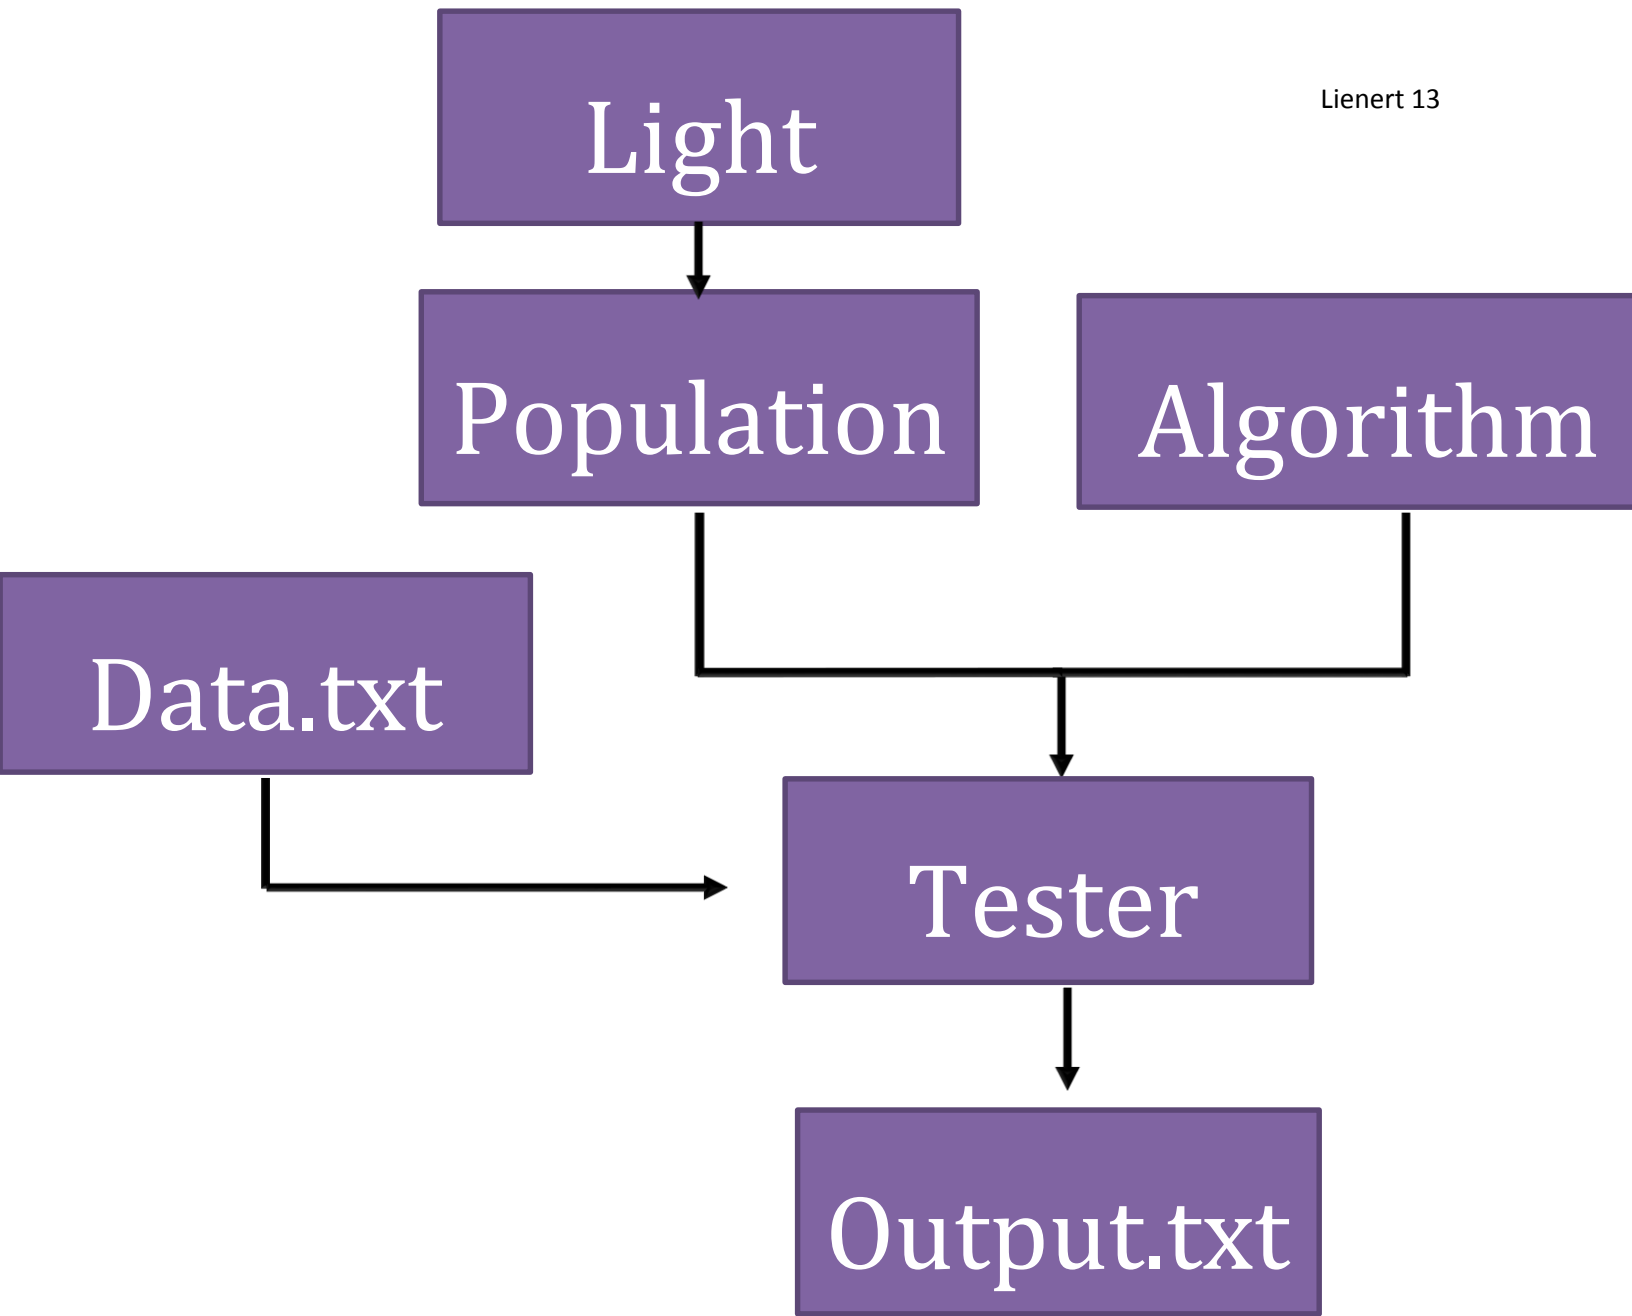 Lienert 13
Light
Population
Algorithm
Data.txt
Tester
Output.txt